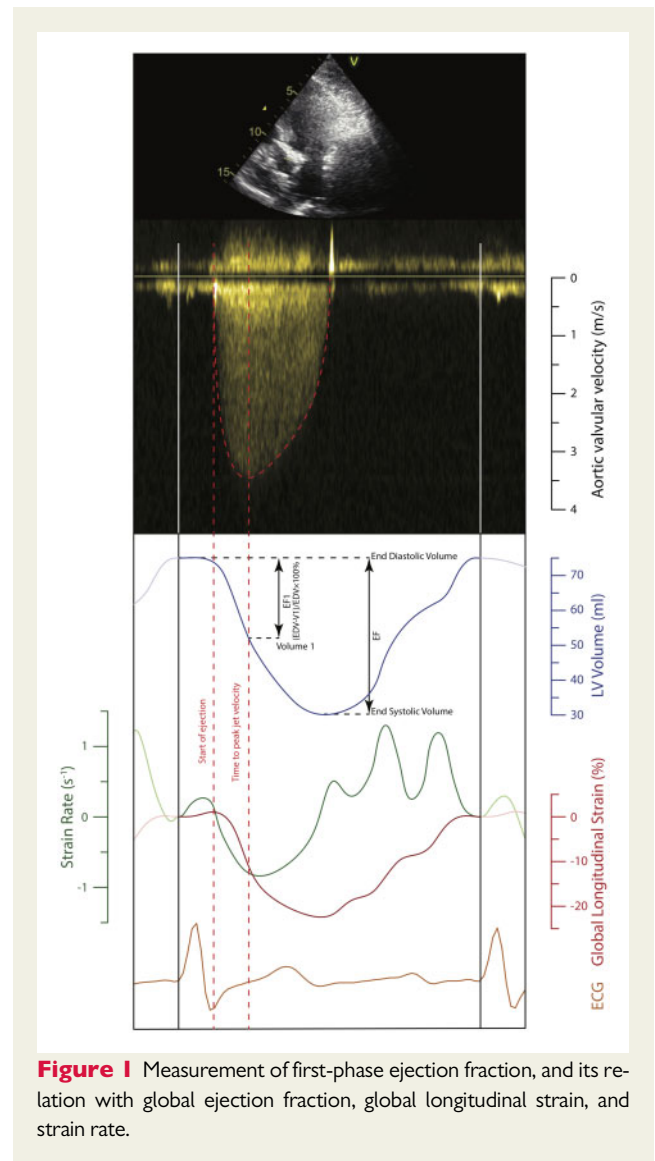 V
5
10
15
0
1
2
3
4
Aortic valvular velocity (m/s)
End Diastolic Volume
EF1
(EDV-V1)/EDV×100%
Volume 1
EF
End Systolic Volume
70
60
50
40
30
LV Volume (ml)
Start of ejection
Time to peak jet velocity
1
0
-1
Strain Rate (s-1)
0
-10
-20
Global Longitudinal Strain (%)
ECG
Figure 1 Measurement of first-phase ejection fraction, and its re-
lation with global ejection fraction, global longitudinal strain, and
strain rate.